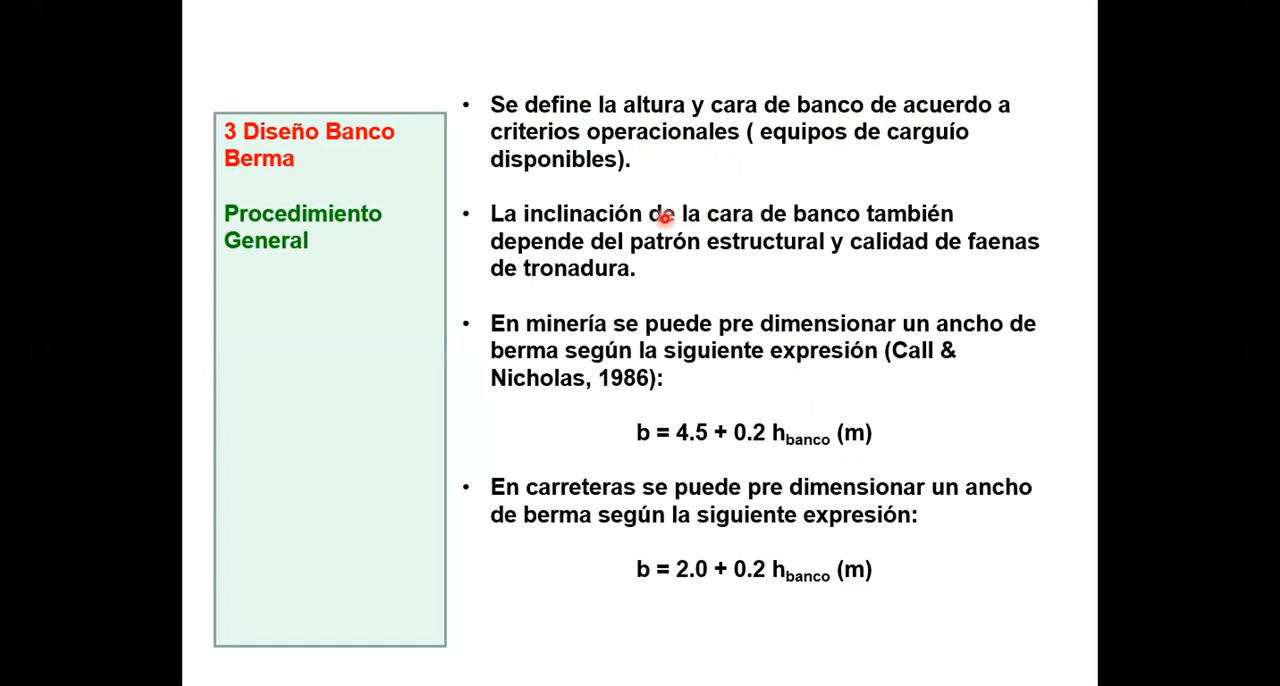 3 Diseño Banco
Berma
Procedimiento
General
• Se define la altura y cara de banco de acuerdo a
criterios operacionales ( equipos de carguío
disponibles).
• La inclinación de la cara de banco también
depende del patrón estructural y calidad de faenas
de tronadura.
• En minería se puede pre dimensionar un ancho de
berma según la siguiente expresión (Call &
Nicholas, 1986):
b = 4.5 + 0.2 hbanco (m)
• En carreteras se puede pre dimensionar un ancho
de berma según la siguiente expresión:
b = 2.0 + 0.2 hbanco (m)